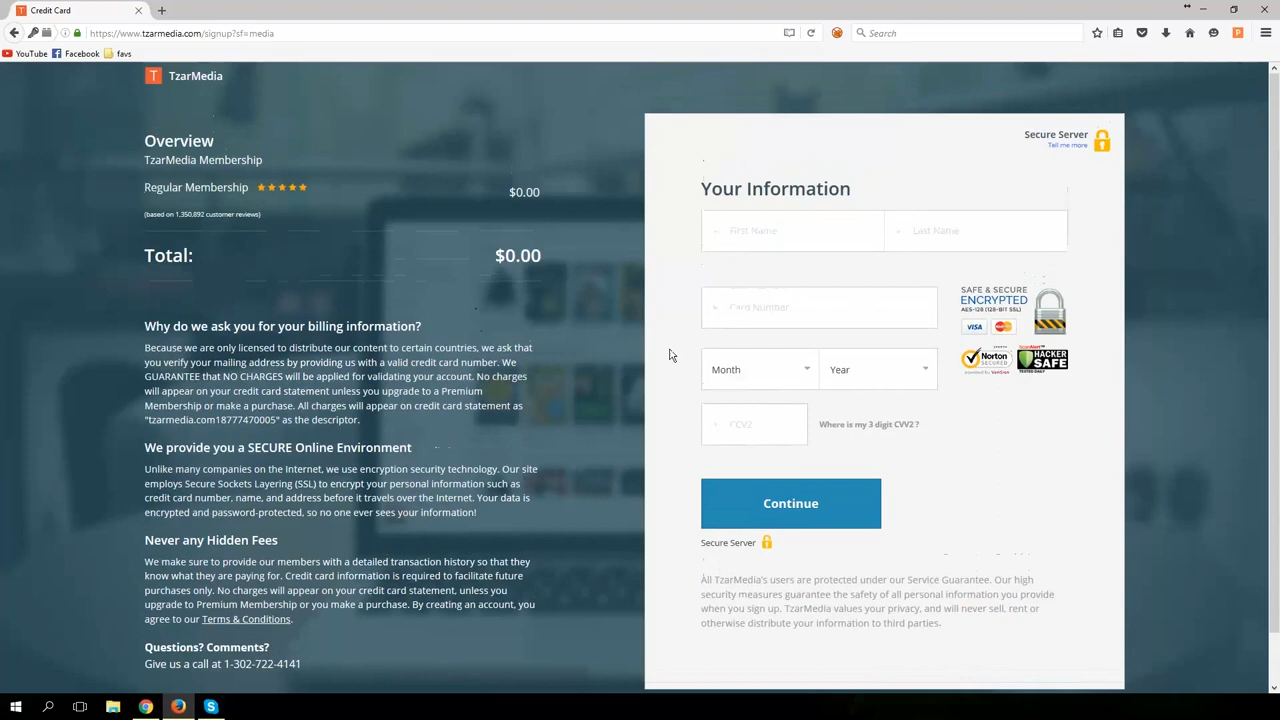 Credit Card
https://www.tzarmedia.com/signup?sf=media
Search
YouTube
Facebook
favs
T TzarMedia
Overview
TzarMedia Membership
Regular Membership
$0.00
(based on 1,350,892 customer reviews)
Total:
$0.00
Why do we ask you for your billing information?
Because we are only licensed to distribute our content to certain countries, we ask that
you verify your mailing address by providing us with a valid credit card number. We
GUARANTEE that NO CHARGES will be applied for validating your account. No charges
will appear on your credit card statement unless you upgrade to a Premium
Membership or make a purchase. All charges will appear on credit card statement as
"tzarmedia.com18777470005" as the descriptor.
We provide you a SECURE Online Environment
Unlike many companies on the Internet, we use encryption security technology. Our site
employs Secure Sockets Layering (SSL) to encrypt your personal information such as
credit card number, name, and address before it travels over the Internet. Your data is
encrypted and password-protected, so no one ever sees your information!
Never any Hidden Fees
We make sure to provide our members with a detailed transaction history so that they
know what they are paying for. Credit card information is required to facilitate future
purchases only. No charges will appear on your credit card statement, unless you
upgrade to Premium Membership or you make a purchase. By creating an account, you
agree to our Terms & Conditions.
Questions? Comments?
Give us a call at 1-302-722-4141
Secure Server
Tell me more
Your Information
First Name
Last Name
Card Number
SAFE & SECURE
ENCRYPTED
AES-128 (128-BIT SSL)
VISA
MasterCard
Month
Year
Norton
SECURED
powered by VeriSign
ScanAlert
HACKER
SAFE
TESTED DAILY
CCV2
Where is my 3 digit CVV2 ?
Continue
Secure Server
All TzarMedia's users are protected under our Service Guarantee. Our high
security measures guarantee the safety of all personal information you provide
when you sign up. TzarMedia values your privacy, and will never sell, rent or
otherwise distribute your information to third parties.